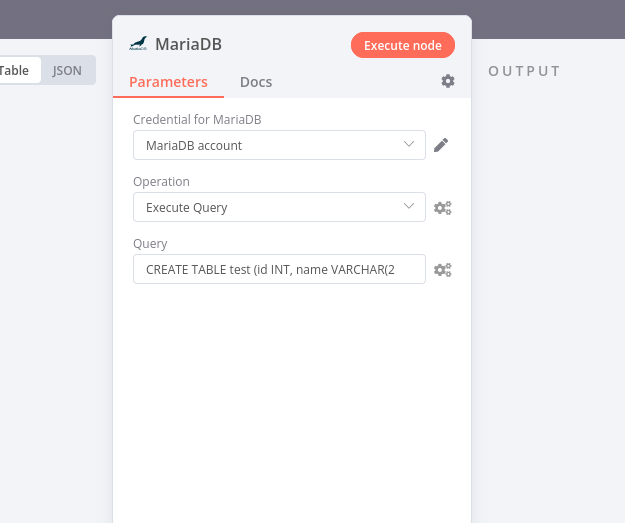 MariaDB
Execute node
Table
JSON
OUTPUT
Parameters
Docs
Credential for MariaDB
MariaDB account
Operation
Execute Query
Query
CREATE TABLE test (id INT, name VARCHAR(2